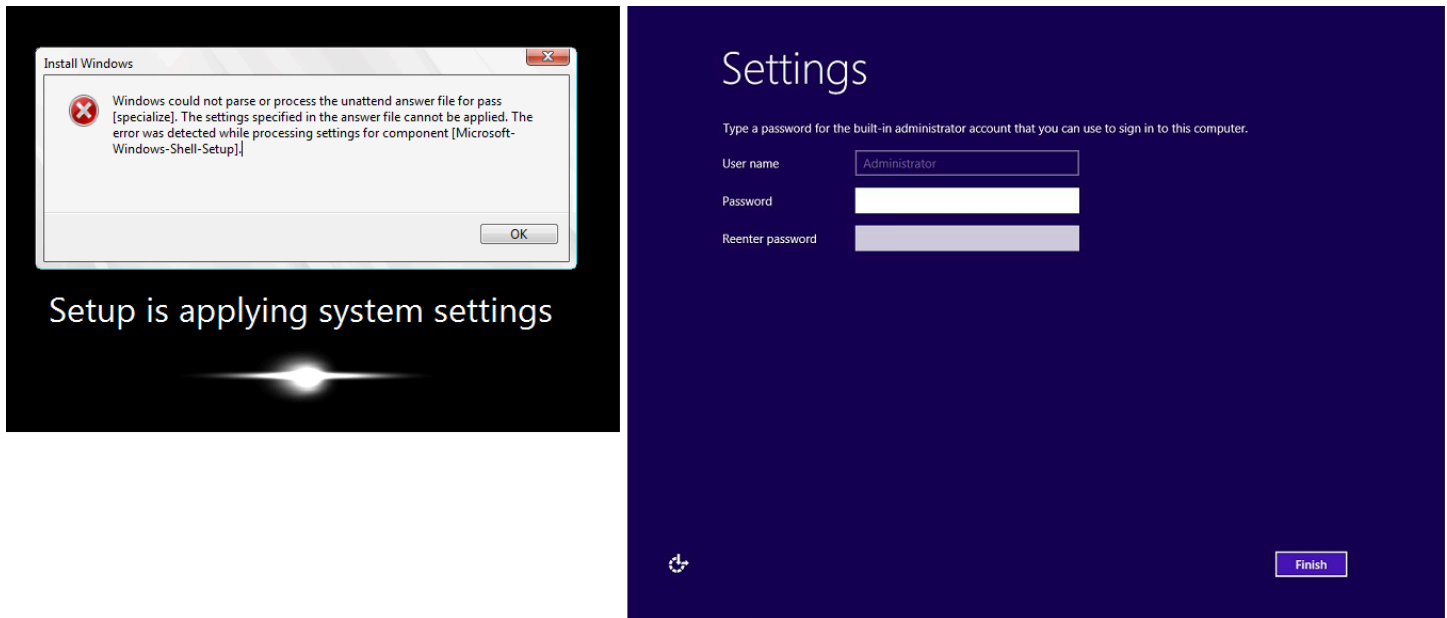 Install Windows
Windows could not parse or process the unattend answer file for pass
[specialize]. The settings specified in the answer file cannot be applied. The
error was detected while processing settings for component [Microsoft-
Windows-Shell-Setup].
OK
Setup is applying system settings
Settings
Type a password for the built-in administrator account that you can use to sign in to this computer.
User name
Administrator
Password
Reenter password
Finish